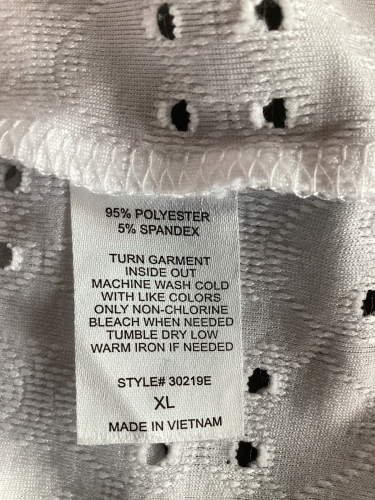 95% POLYESTER
5% SPANDEX
TURN GARMENT
INSIDE OUT
MACHINE WASH COLD
WITH LIKE COLORS
ONLY NON-CHLORINE
BLEACH WHEN NEEDED
TUMBLE DRY LOW
WARM IRON IF NEEDED
STYLE# 30219E
XL
MADE IN VIETNAM